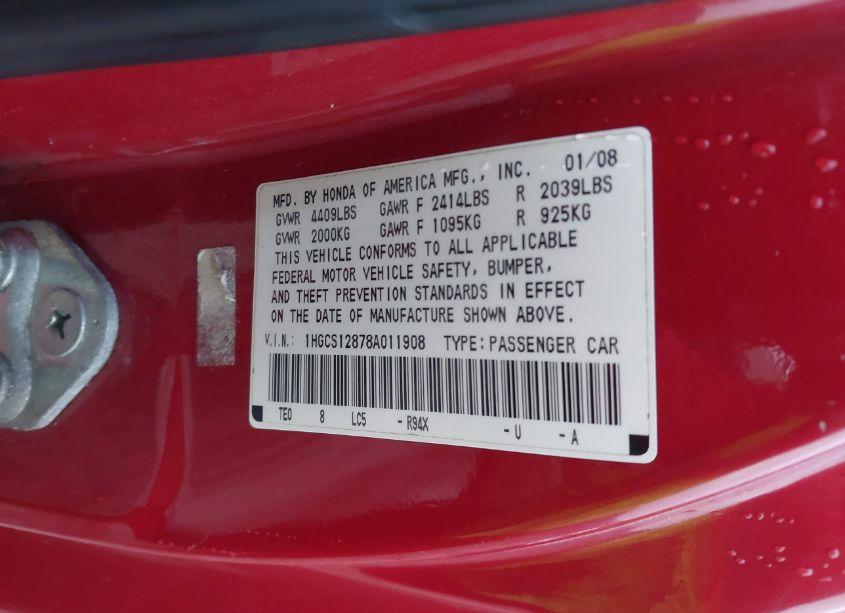 MFD. BY HONDA OF AMERICA MFG., INC. 01/08
GVWR 4409LBS GAWR F 2414LBS R 2039LBS
GVWR 2000KG GAWR F 1095KG R 925KG
THIS VEHICLE CONFORMS TO ALL APPLICABLE
FEDERAL MOTOR VEHICLE SAFETY, BUMPER,
AND THEFT PREVENTION STANDARDS IN EFFECT
ON THE DATE OF MANUFACTURE SHOWN ABOVE.
V.I.N.: 1HGCS12878A011908 TYPE: PASSENGER CAR
TE0 8 LC5 - R94X - U - A